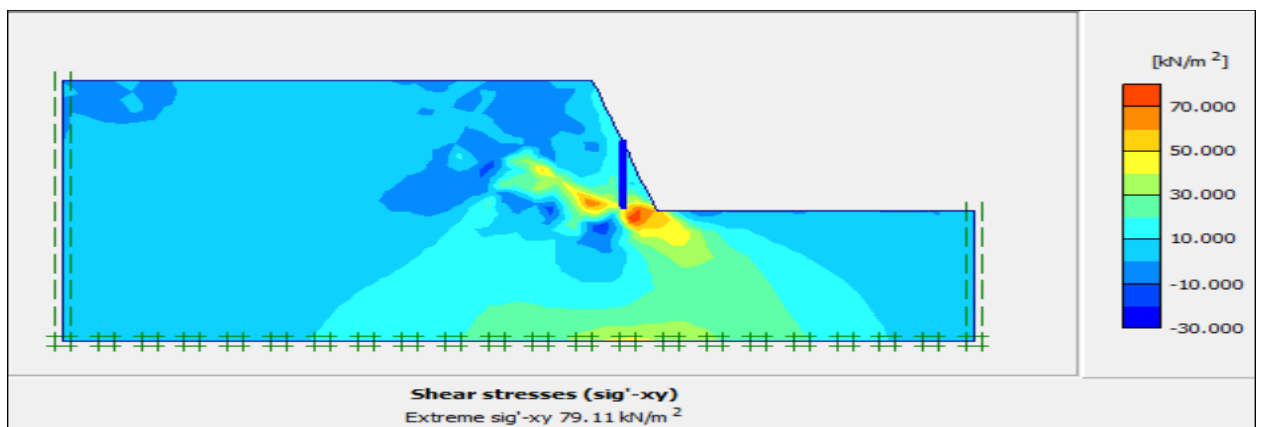 [kN/m ²]
70.000
50.000
30.000
10.000
-10.000
-30.000
Shear stresses (sig'-xy)
Extreme sig'-xy 79.11 kN/m ²